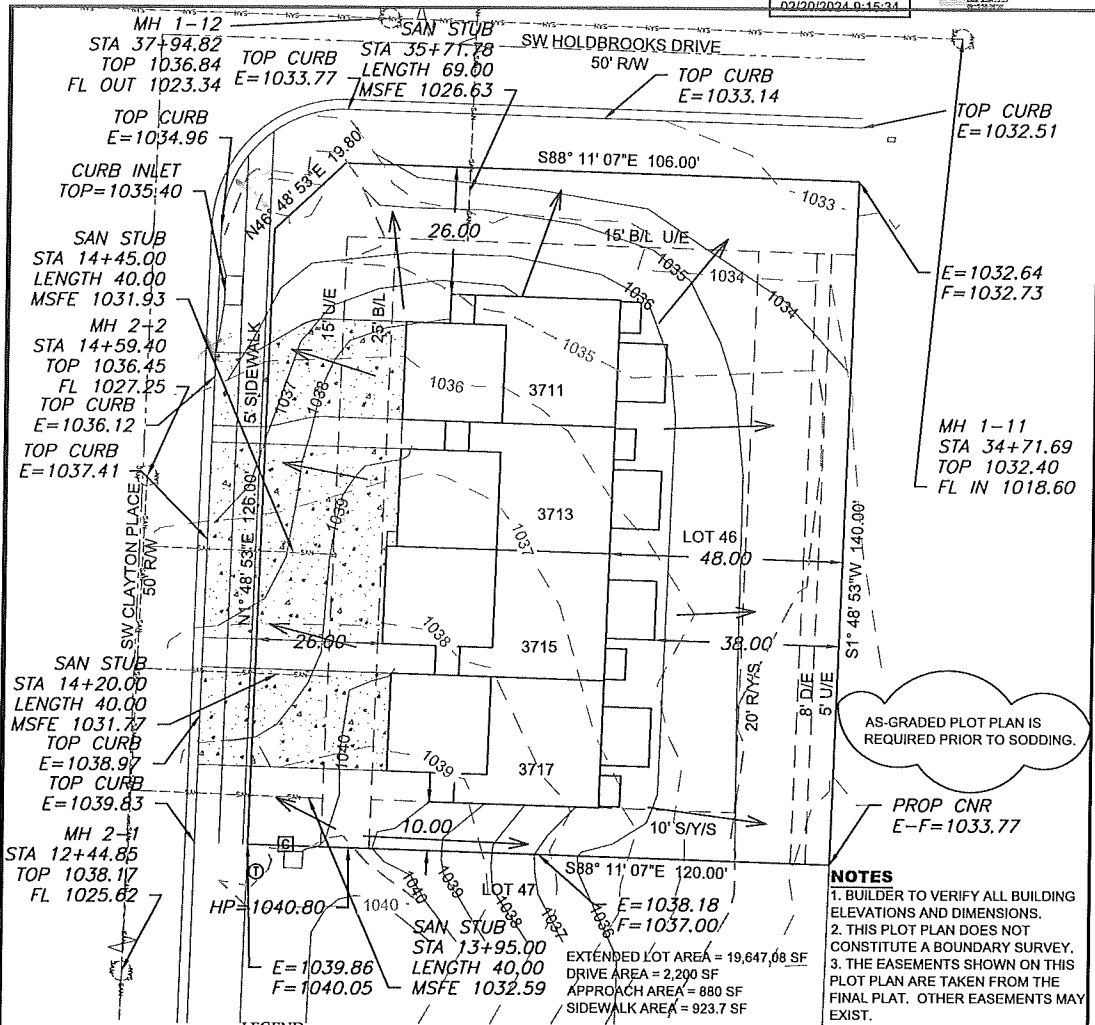 02/20/2024 9:15:34
MH 1-12
STA 37+94.82
TOP 1036.84
FL OUT 1023.34
TOP CURB
E=1033.77
SAN STUB
STA 35+71.78
LENGTH 69.00
MSFE 1026.63
SW HOLDBROOKS DRIVE
50' R/W
TOP CURB
E=1033.14
TOP CURB
E=1032.51
TOP CURB
E=1034.96
CURB INLET
TOP=1035.40
N46° 48' 53"E 19.80'
S88° 11' 07"E 106.00'
1033
26.00
15' B/L U/E
1035
1034
1036
1034
E=1032.64
F=1032.73
SAN STUB
STA 14+45.00
LENGTH 40.00
MSFE 1031.93
MH 2-2
STA 14+59.40
TOP 1036.45
FL 1027.25
TOP CURB
E=1036.12
TOP CURB
E=1037.41
5' SIDEWALK
15' U/E
25' B/L
1037
1038
1036
1035
3711
MH 1-11
STA 34+71.69
TOP 1032.40
FL IN 1018.60
SW CLAYTON PLACE
50' R/W
N1° 48' 53"E 126.00'
1039
3713
1037
LOT 46
48.00
S1° 48' 53"W 140.00'
SAN
26.00
1038
3715
38.00
20' R/Y/S
8' D/E
5' U/E
SAN STUB
STA 14+20.00
LENGTH 40.00
MSFE 1031.77
TOP CURB
E=1038.97
TOP CURB
E=1039.83
MH 2-1
STA 12+44.85
TOP 1038.17
FL 1025.62
SAN
1040
1039
3717
AS-GRADED PLOT PLAN IS
REQUIRED PRIOR TO SODDING.
PROP CNR
E-F=1033.77
SAN
10.00
10' S/Y/S
G
T
S88° 11' 07"E 120.00'
HP=1040.80
1040
1040
1039
1038
1037
1036
LOT 47
E=1038.18
F=1037.00
E=1039.86
F=1040.05
SAN STUB
STA 13+95.00
LENGTH 40.00
MSFE 1032.59
EXTENDED LOT AREA = 19,647.08 SF
DRIVE AREA = 2,200 SF
APPROACH AREA = 880 SF
SIDEWALK AREA = 923.7 SF
NOTES
1. BUILDER TO VERIFY ALL BUILDING
ELEVATIONS AND DIMENSIONS.
2. THIS PLOT PLAN DOES NOT
CONSTITUTE A BOUNDARY SURVEY.
3. THE EASEMENTS SHOWN ON THIS
PLOT PLAN ARE TAKEN FROM THE
FINAL PLAT. OTHER EASEMENTS MAY
EXIST.
LEGEND